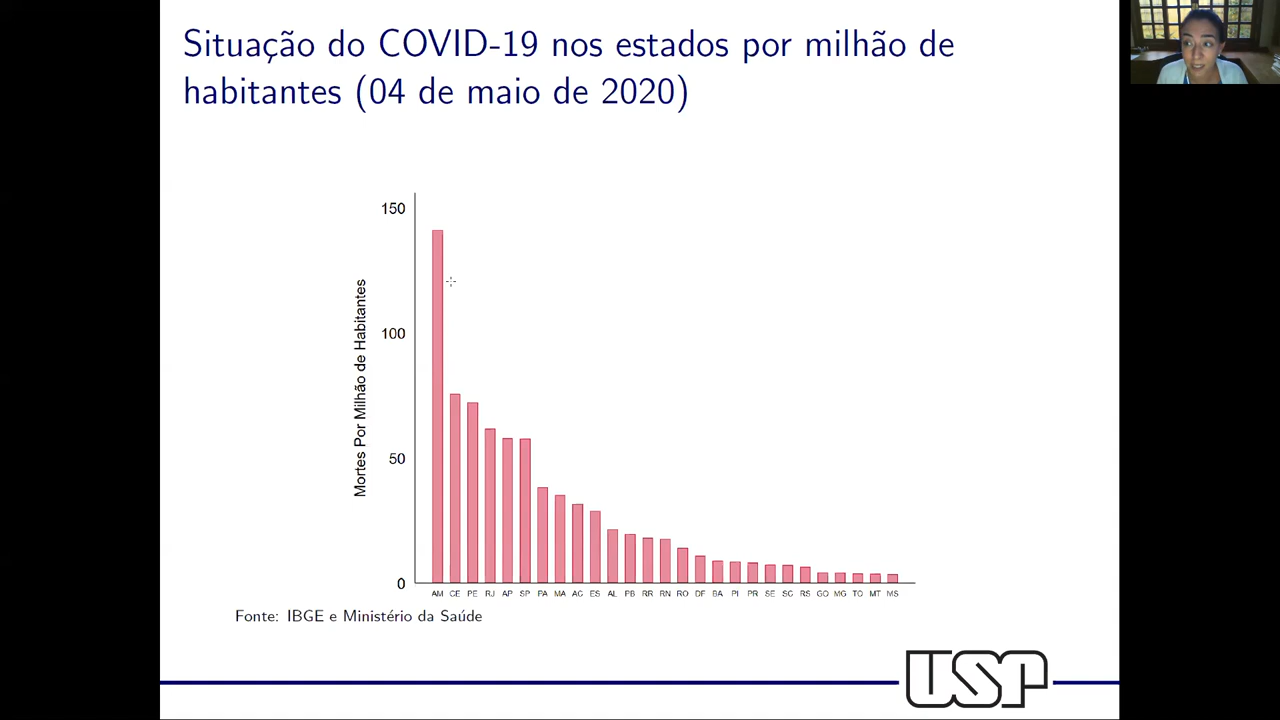 Situação do COVID-19 nos estados por milhão de
habitantes (04 de maio de 2020)
Mortes Por Milhão de Habitantes
150
100
50
0
AM CE PE RJ AP SP PA MA AC ES AL PB RR RN RO DF BA PI PR SE SC RS GO MG TO MT MS
Fonte: IBGE e Ministério da Saúde
USP